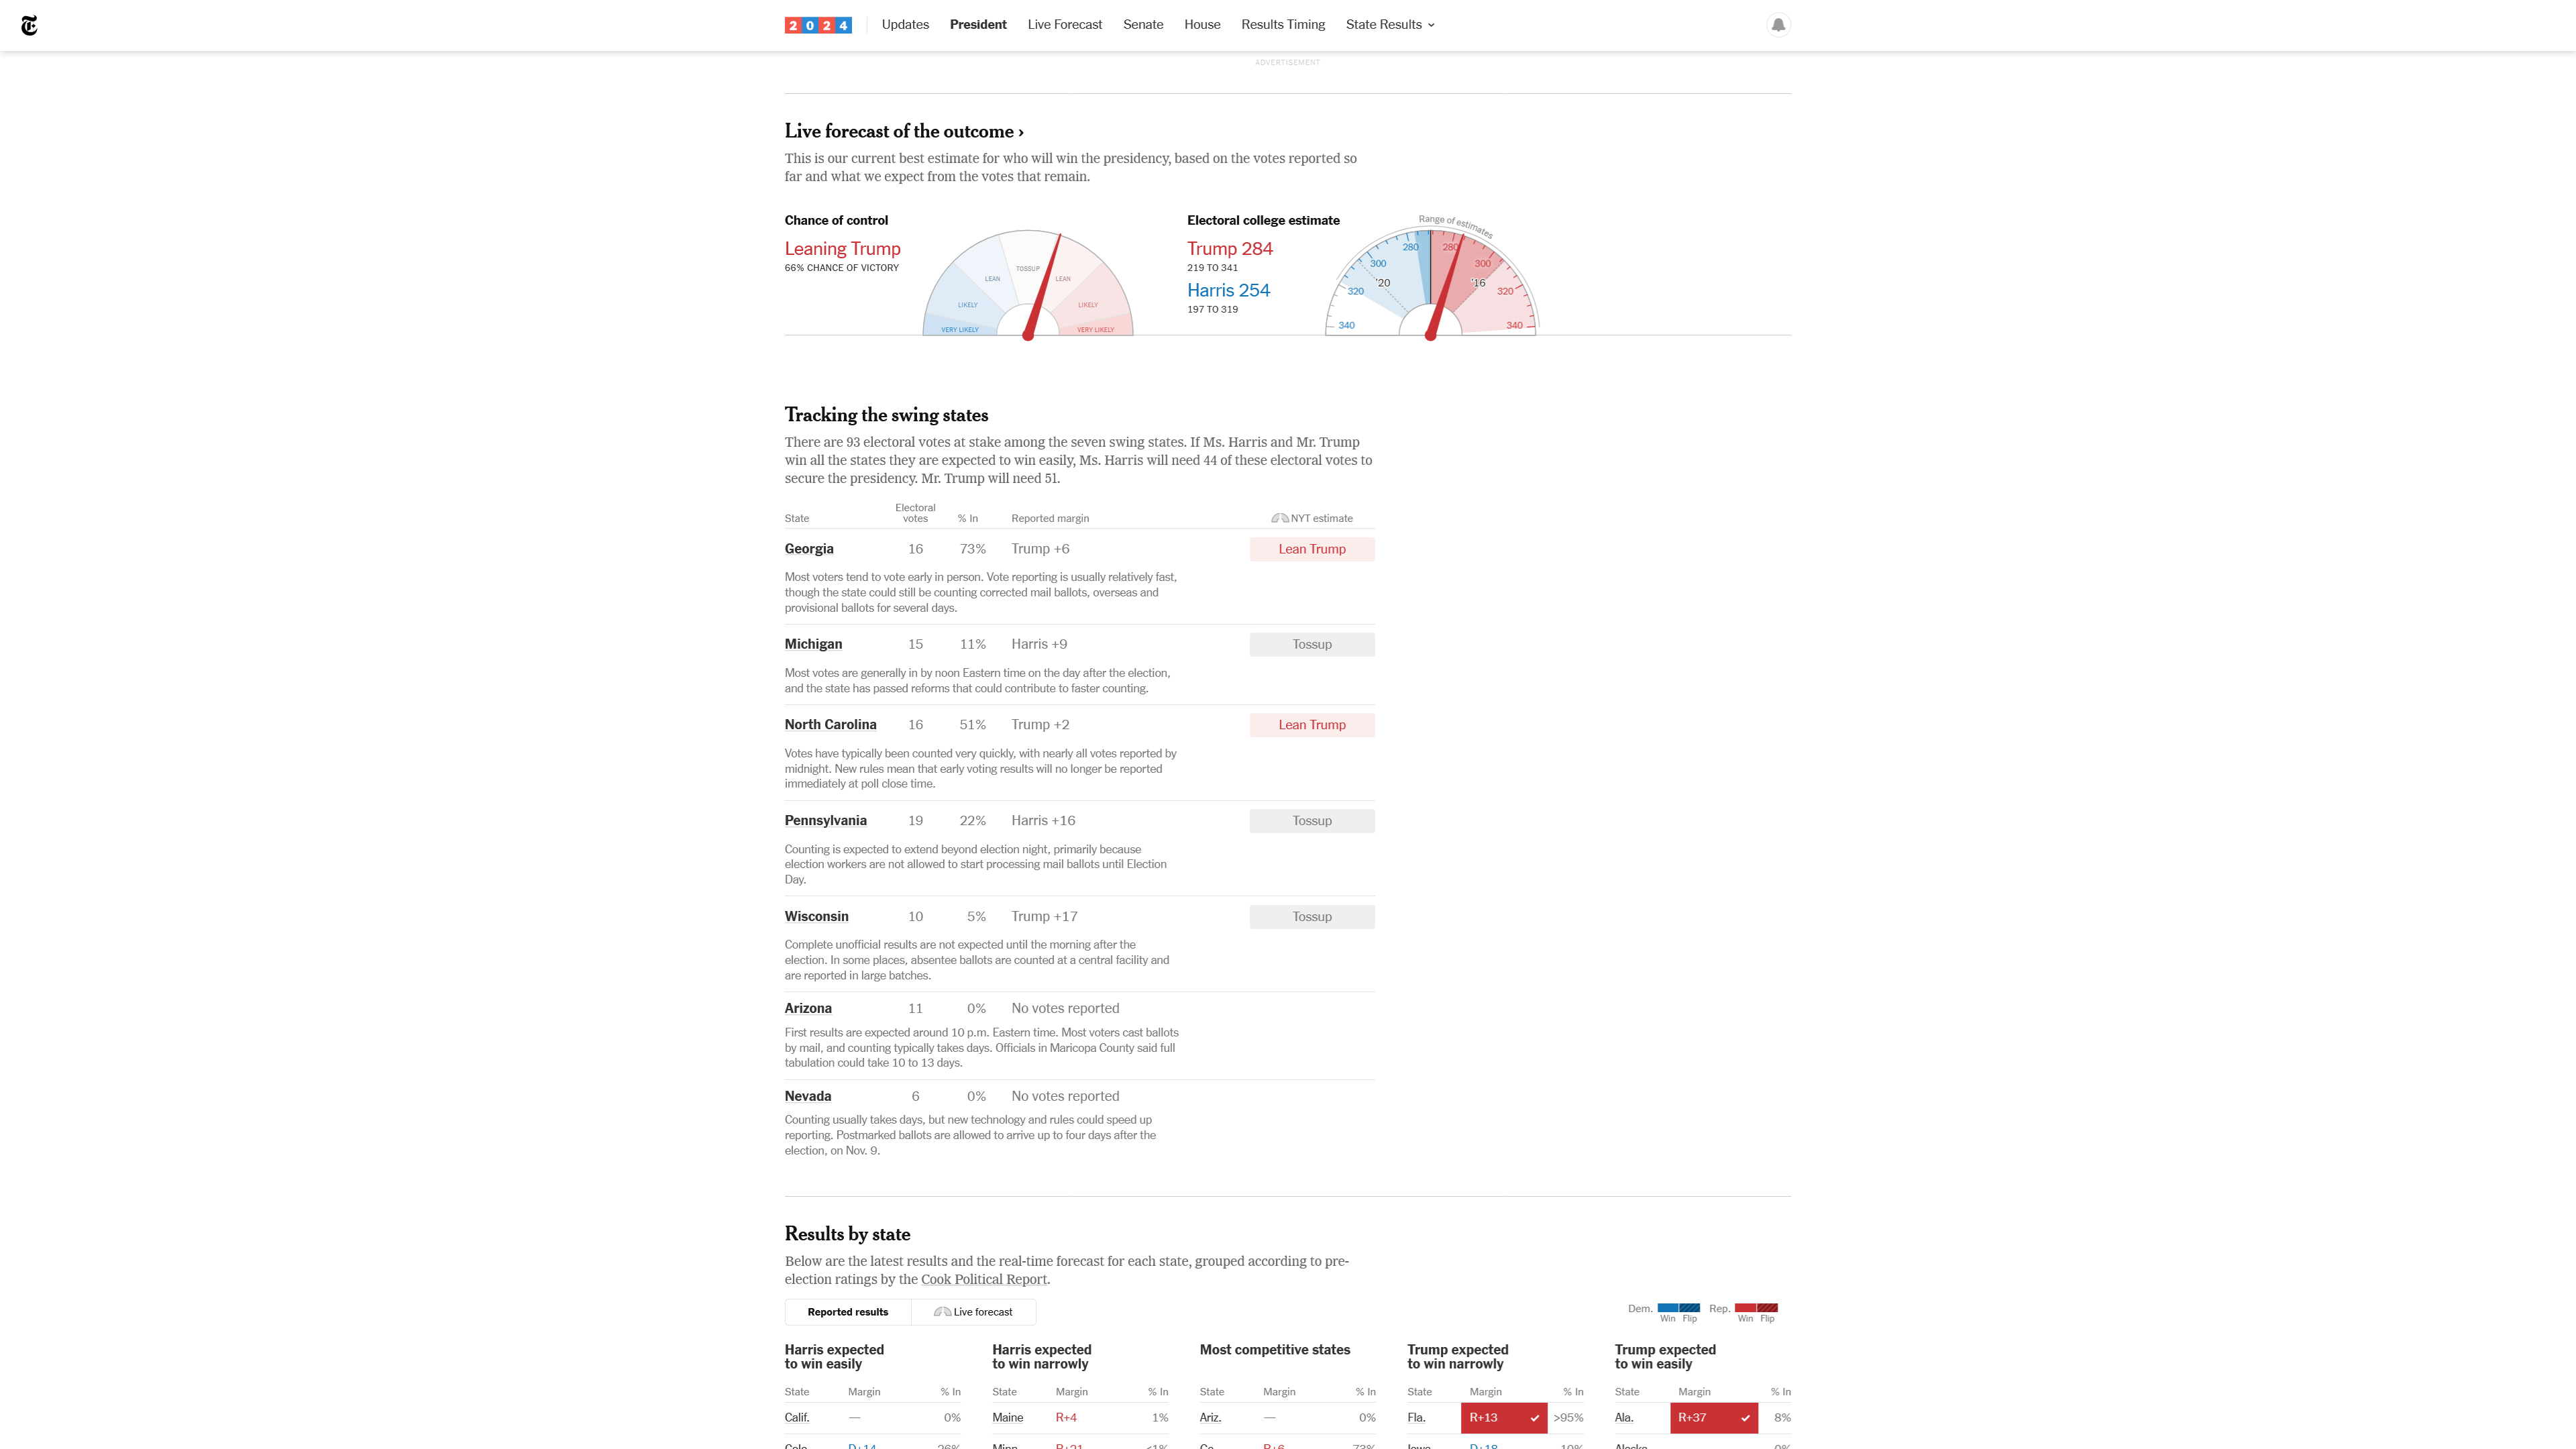 T
2024 Updates President Live Forecast Senate House Results Timing State Results
ADVERTISEMENT
Live forecast of the outcome ›
This is our current best estimate for who will win the presidency, based on the votes reported so
far and what we expect from the votes that remain.
Chance of control
Leaning Trump
66% CHANCE OF VICTORY
VERY LIKELY LIKELY LEAN TOSSUP LEAN LIKELY VERY LIKELY
Electoral college estimate
Trump 284
219 TO 341
Harris 254
197 TO 319
Range of estimates
340 320 300 280 280 300 320 340
'20 '16
Tracking the swing states
There are 93 electoral votes at stake among the seven swing states. If Ms. Harris and Mr. Trump
win all the states they are expected to win easily, Ms. Harris will need 44 of these electoral votes to
secure the presidency. Mr. Trump will need 51.
State Electoral votes % In Reported margin NYT estimate
Georgia 16 73% Trump +6 Lean Trump
Most voters tend to vote early in person. Vote reporting is usually relatively fast,
though the state could still be counting corrected mail ballots, overseas and
provisional ballots for several days.
Michigan 15 11% Harris +9 Tossup
Most votes are generally in by noon Eastern time on the day after the election,
and the state has passed reforms that could contribute to faster counting.
North Carolina 16 51% Trump +2 Lean Trump
Votes have typically been counted very quickly, with nearly all votes reported by
midnight. New rules mean that early voting results will no longer be reported
immediately at poll close time.
Pennsylvania 19 22% Harris +16 Tossup
Counting is expected to extend beyond election night, primarily because
election workers are not allowed to start processing mail ballots until Election
Day.
Wisconsin 10 5% Trump +17 Tossup
Complete unofficial results are not expected until the morning after the
election. In some places, absentee ballots are counted at a central facility and
are reported in large batches.
Arizona 11 0% No votes reported
First results are expected around 10 p.m. Eastern time. Most voters cast ballots
by mail, and counting typically takes days. Officials in Maricopa County said full
tabulation could take 10 to 13 days.
Nevada 6 0% No votes reported
Counting usually takes days, but new technology and rules could speed up
reporting. Postmarked ballots are allowed to arrive up to four days after the
election, on Nov. 9.
Results by state
Below are the latest results and the real-time forecast for each state, grouped according to pre-
election ratings by the Cook Political Report.
Reported results Live forecast
Dem. Win Flip Rep. Win Flip
Harris expected to win easily
State Margin % In
Calif. — 0%
Harris expected to win narrowly
State Margin % In
Maine R+4 1%
Most competitive states
State Margin % In
Ariz. — 0%
Trump expected to win narrowly
State Margin % In
Fla. R+13 >95%
Trump expected to win easily
State Margin % In
Ala. R+37 8%